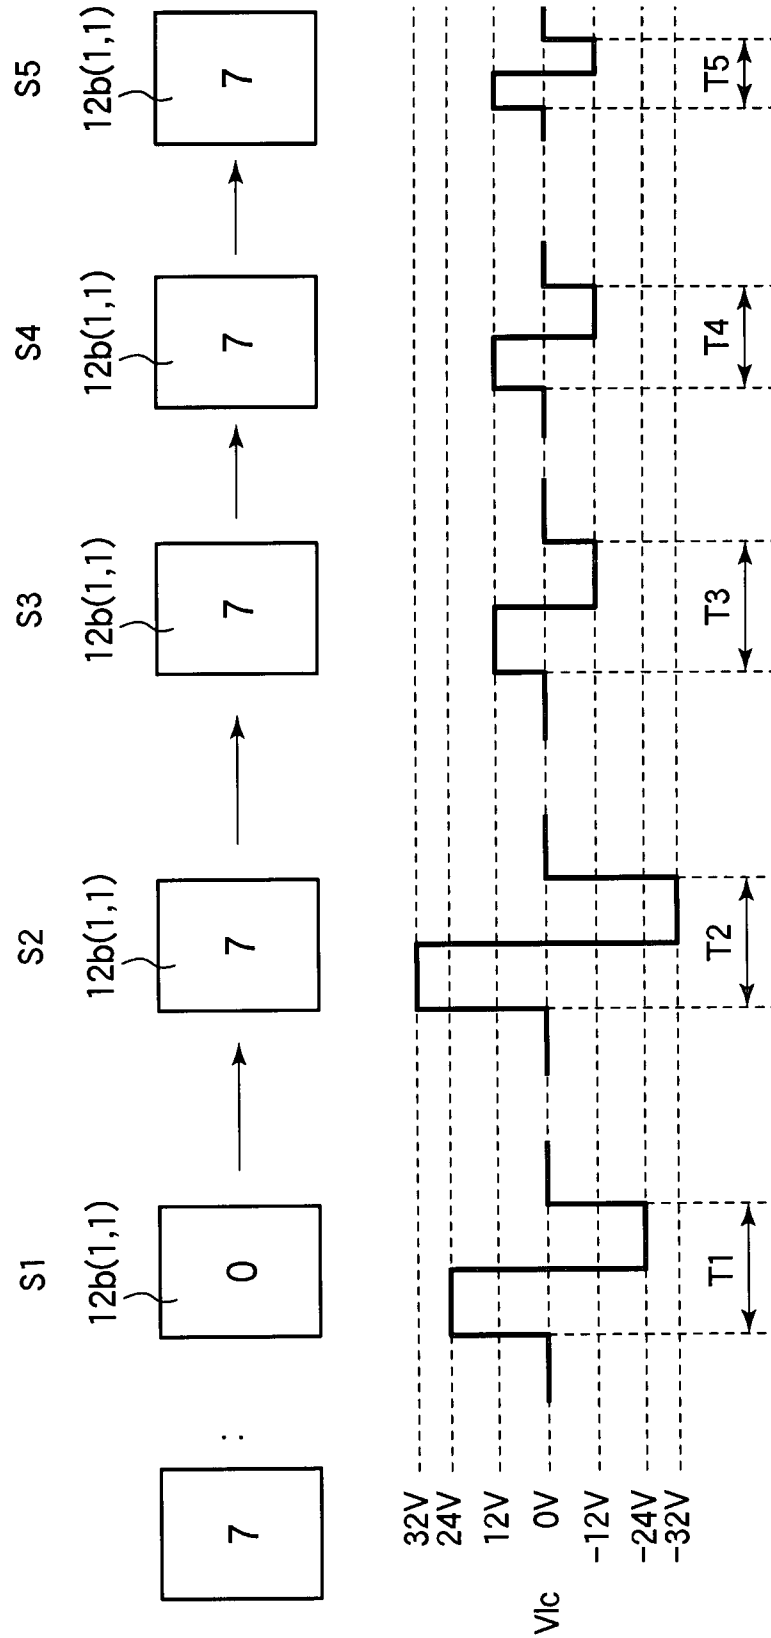 S1 S2 S3 S4 S5
12b(1,1) 12b(1,1) 12b(1,1) 12b(1,1) 12b(1,1)
7 : 0 7 7 7 7
32V
24V
12V
Vlc 0V
-12V
-24V
-32V
T1 T2 T3 T4 T5